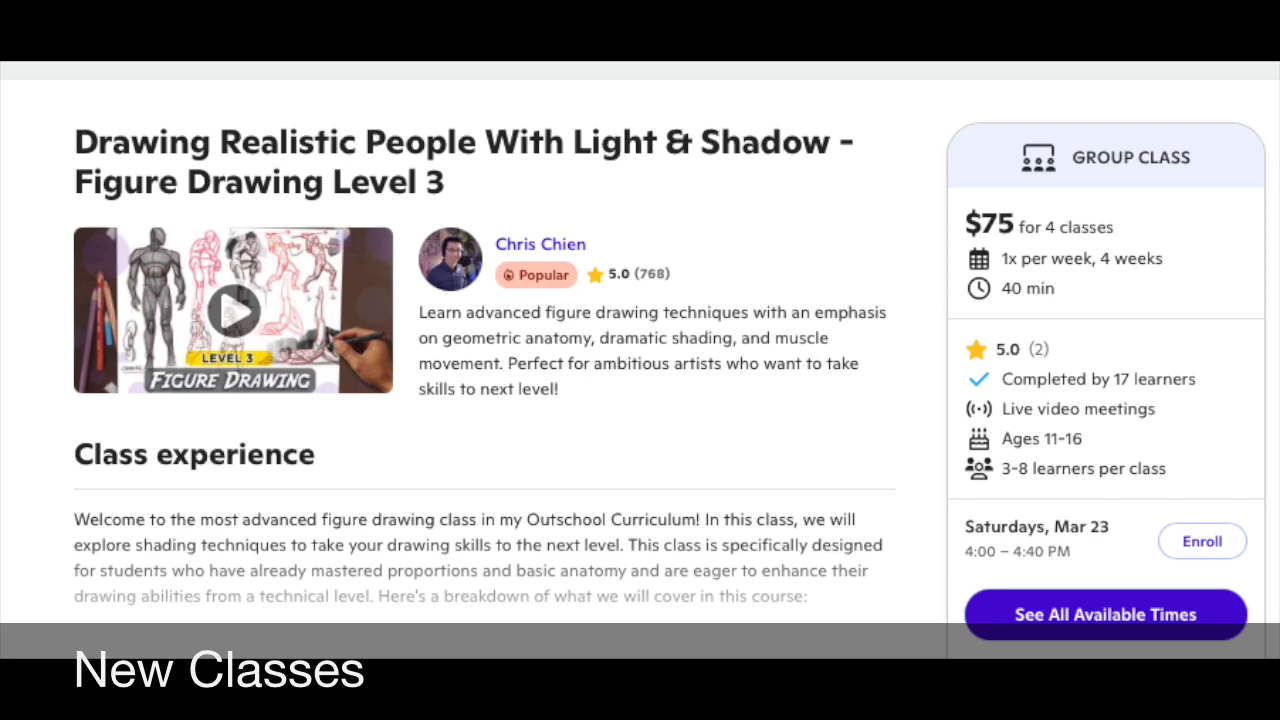 Drawing Realistic People With Light & Shadow -
Figure Drawing Level 3
LEVEL 3
FIGURE DRAWING
Chris Chien
Popular
5.0 (768)
Learn advanced figure drawing techniques with an emphasis
on geometric anatomy, dramatic shading, and muscle
movement. Perfect for ambitious artists who want to take
skills to next level!
Class experience
Welcome to the most advanced figure drawing class in my Outschool Curriculum! In this class, we will
explore shading techniques to take your drawing skills to the next level. This class is specifically designed
for students who have already mastered proportions and basic anatomy and are eager to enhance their
drawing abilities from a technical level. Here's a breakdown of what we will cover in this course:
GROUP CLASS
$75 for 4 classes
1x per week, 4 weeks
40 min
5.0 (2)
Completed by 17 learners
Live video meetings
Ages 11-16
3-8 learners per class
Saturdays, Mar 23
4:00 – 4:40 PM
Enroll
See All Available Times
New Classes